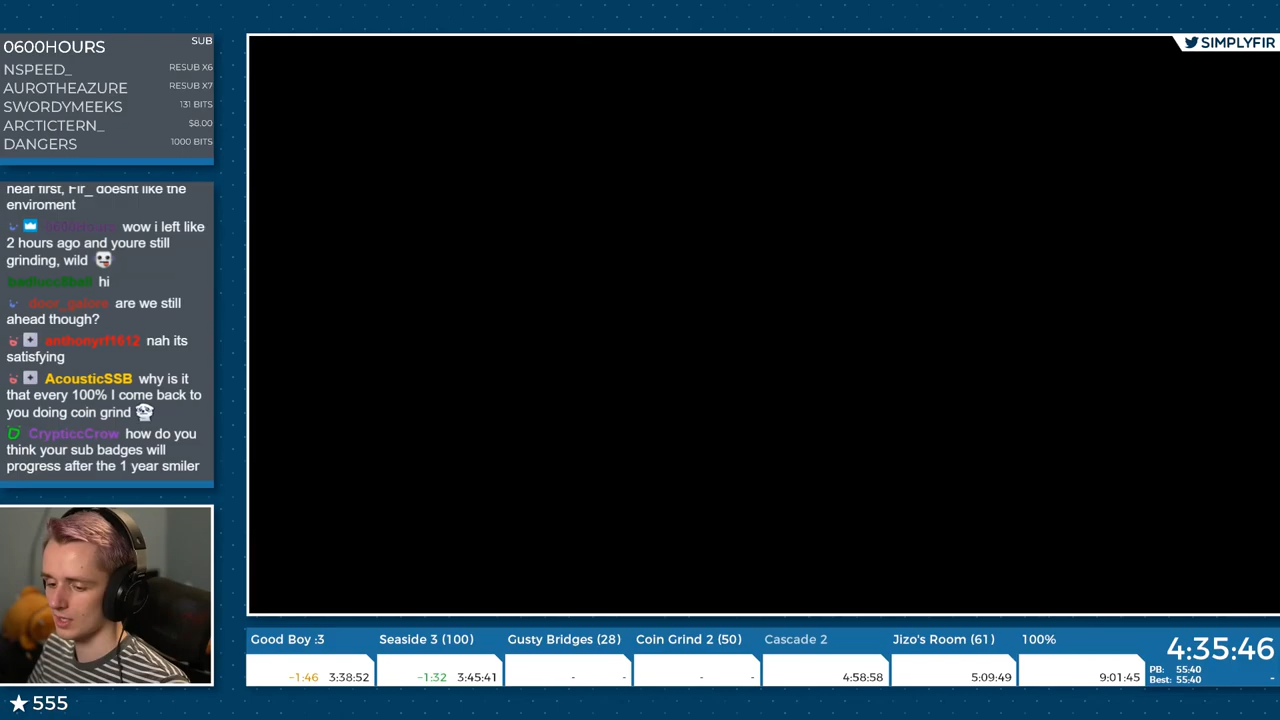 0600HOURS SUB
NSPEED_ RESUB X6
AUROTHEAZURE RESUB X7
SWORDYMEEKS 131 BITS
ARCTICTERN_ $8.00
DANGERS 1000 BITS
SIMPLYFIR
near first, Fir_ doesnt like the
enviroment
0600Hours wow i left like
2 hours ago and youre still
grinding, wild
hi
door_galore are we still
ahead though?
anthonyrf1612 nah its
satisfying
AcousticSSB why is it
that every 100% I come back to
you doing coin grind
CrypticcCrow how do you
think your sub badges will
progress after the 1 year smiler
Good Boy :3 Seaside 3 (100) Gusty Bridges (28) Coin Grind 2 (50) Cascade 2 Jizo's Room (61) 100%
−1:46 3:38:52 −1:32 3:45:41 - - - - 4:58:58 5:09:49 9:01:45
4:35:46
PB: 55:40
Best: 55:40 -
555